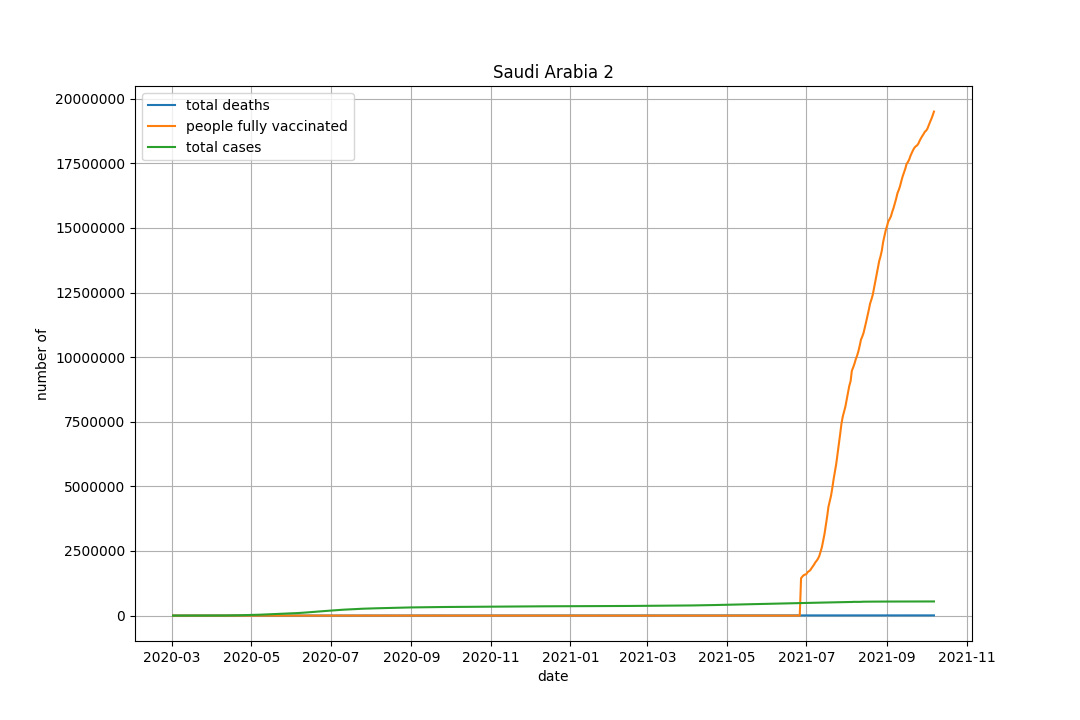 Saudi Arabia 2
total deaths
people fully vaccinated
total cases
number of
20000000
17500000
15000000
12500000
10000000
7500000
5000000
2500000
0
2020-03 2020-05 2020-07 2020-09 2020-11 2021-01 2021-03 2021-05 2021-07 2021-09 2021-11
date